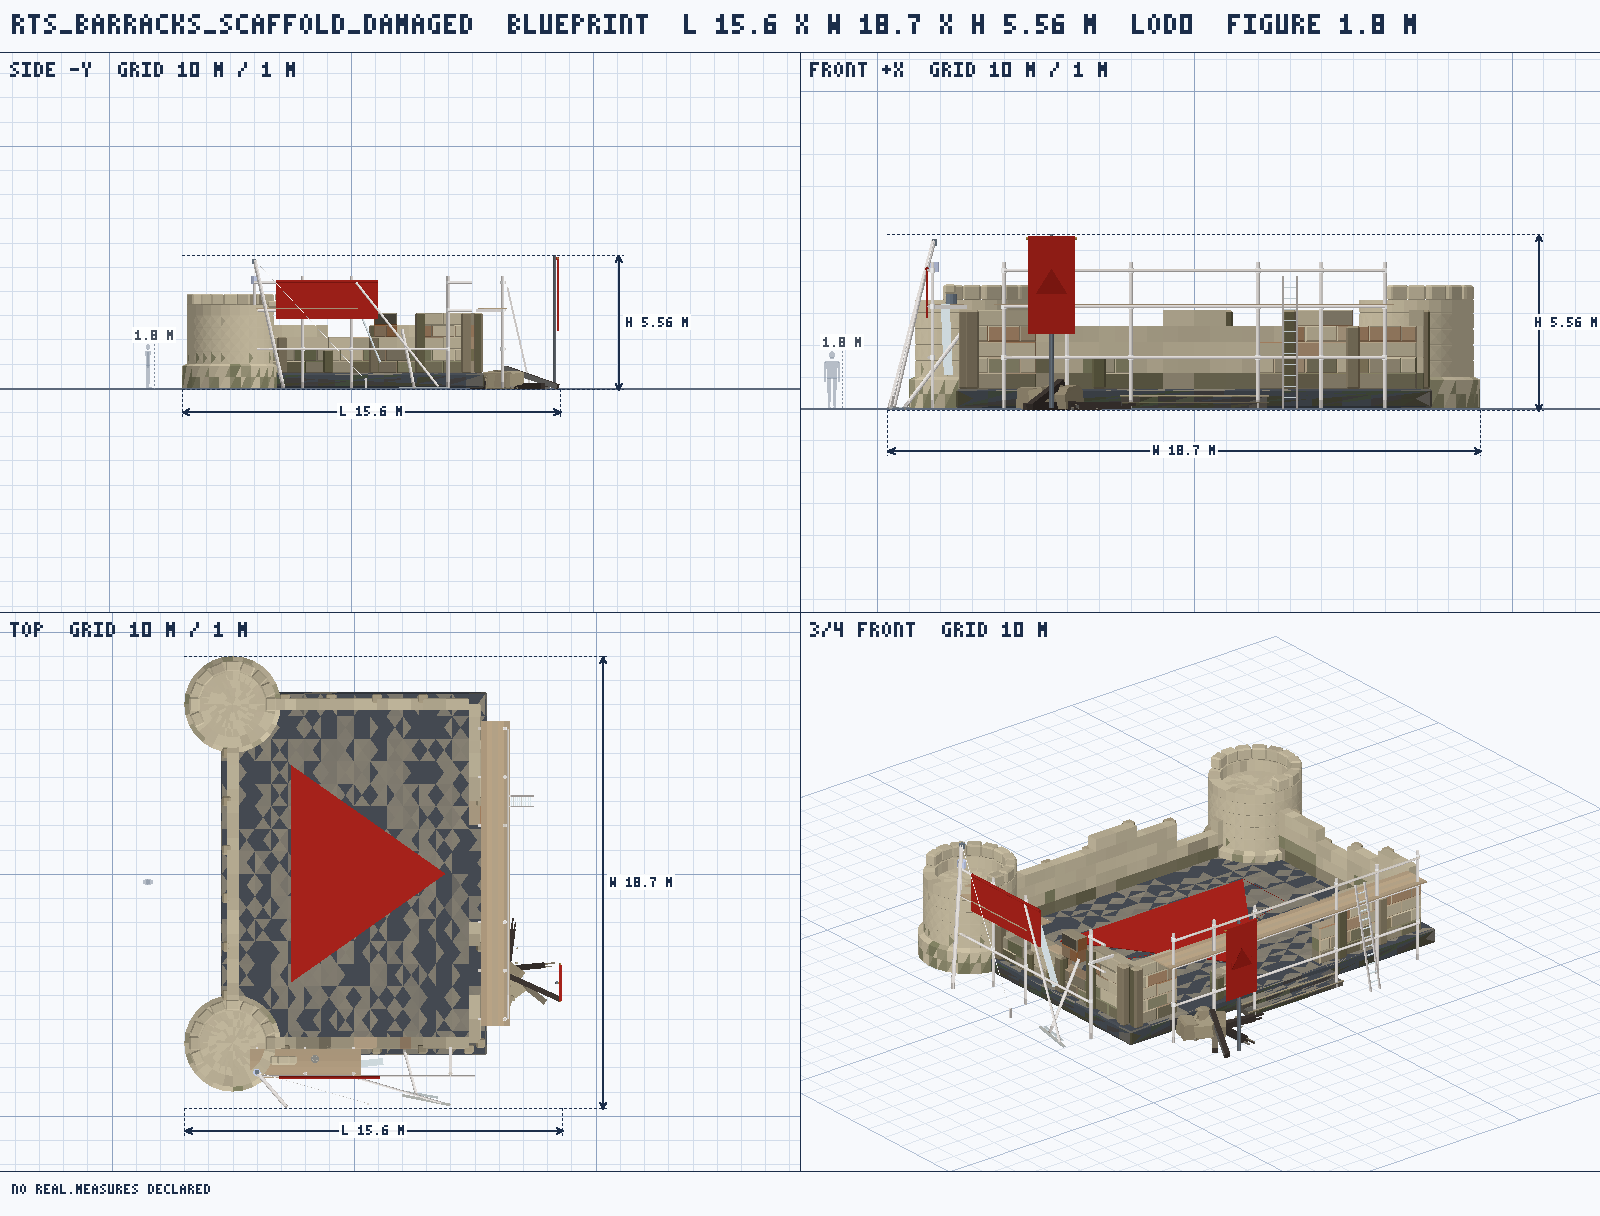 RTS_BARRACKS_SCAFFOLD_DAMAGED  BLUEPRINT  L 15.6 X W 18.7 X H 5.56 M  LOD0  FIGURE 1.8 M
SIDE -Y  GRID 10 M / 1 M
1.8 M
H 5.56 M
L 15.6 M
FRONT +X  GRID 10 M / 1 M
1.8 M
H 5.56 M
W 18.7 M
TOP  GRID 10 M / 1 M
W 18.7 M
L 15.6 M
3/4 FRONT  GRID 10 M
NO REAL.MEASURES DECLARED